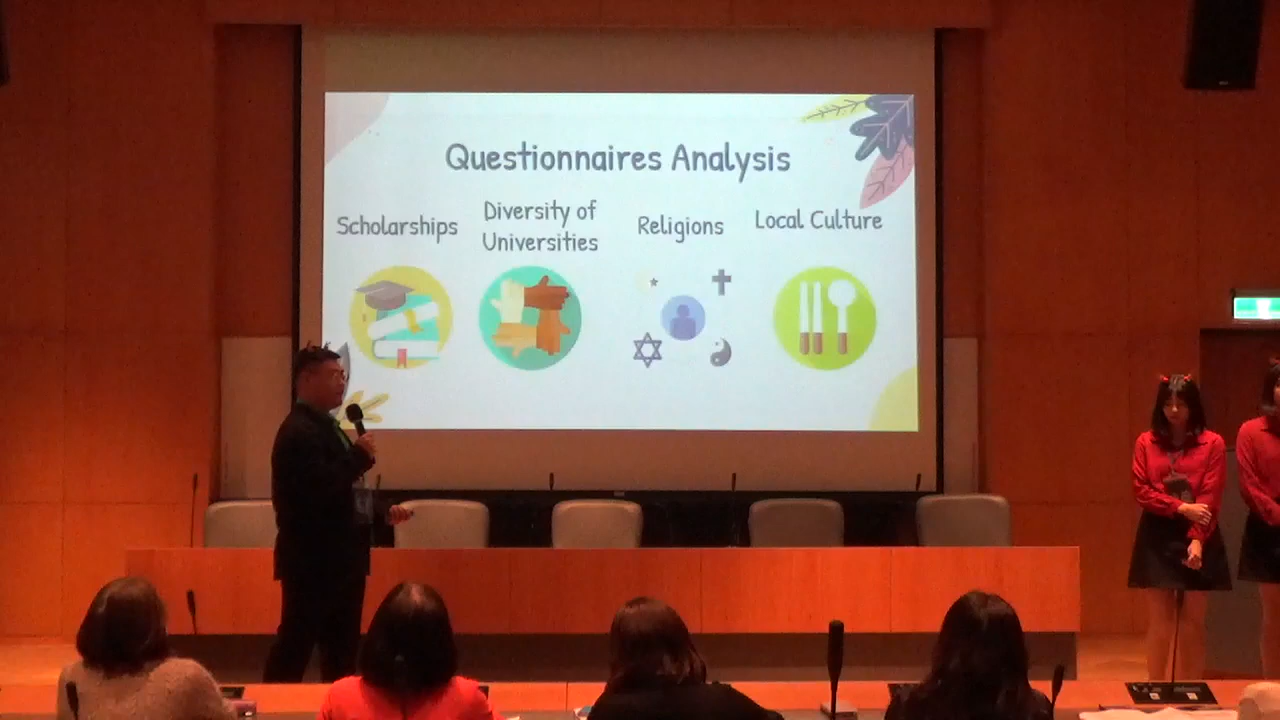 Questionnaires Analysis
Scholarships
Diversity of
Universities
Religions
Local Culture